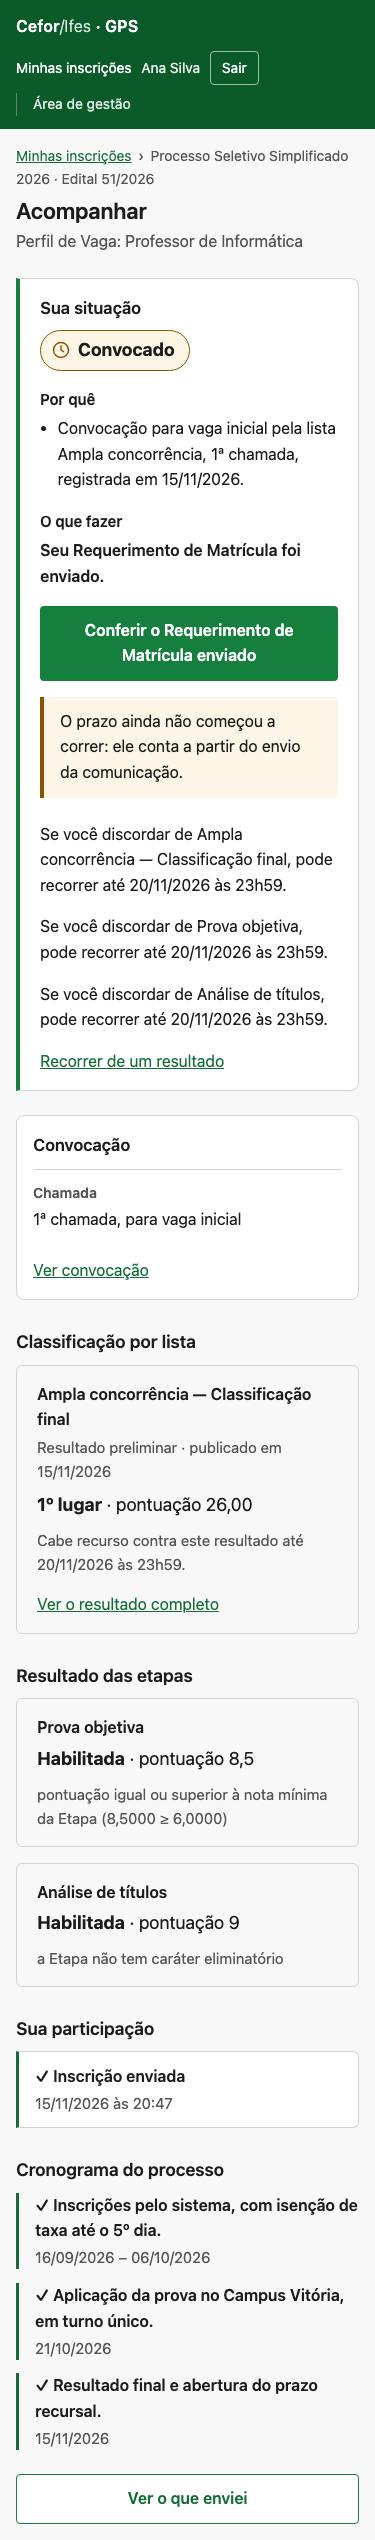 Cefor/Ifes · GPS
Minhas inscrições Ana Silva Sair
Área de gestão
Minhas inscrições › Processo Seletivo Simplificado
2026 · Edital 51/2026
Acompanhar
Perfil de Vaga: Professor de Informática
Sua situação
Convocado
Por quê
• Convocação para vaga inicial pela lista
Ampla concorrência, 1ª chamada,
registrada em 15/11/2026.
O que fazer
Seu Requerimento de Matrícula foi
enviado.
Conferir o Requerimento de
Matrícula enviado
O prazo ainda não começou a
correr: ele conta a partir do envio
da comunicação.
Se você discordar de Ampla
concorrência — Classificação final, pode
recorrer até 20/11/2026 às 23h59.
Se você discordar de Prova objetiva,
pode recorrer até 20/11/2026 às 23h59.
Se você discordar de Análise de títulos,
pode recorrer até 20/11/2026 às 23h59.
Recorrer de um resultado
Convocação
Chamada
1ª chamada, para vaga inicial
Ver convocação
Classificação por lista
Ampla concorrência — Classificação
final
Resultado preliminar · publicado em
15/11/2026
1º lugar · pontuação 26,00
Cabe recurso contra este resultado até
20/11/2026 às 23h59.
Ver o resultado completo
Resultado das etapas
Prova objetiva
Habilitada · pontuação 8,5
pontuação igual ou superior à nota mínima
da Etapa (8,5000 ≥ 6,0000)
Análise de títulos
Habilitada · pontuação 9
a Etapa não tem caráter eliminatório
Sua participação
✓ Inscrição enviada
15/11/2026 às 20:47
Cronograma do processo
✓ Inscrições pelo sistema, com isenção de
taxa até o 5º dia.
16/09/2026 – 06/10/2026
✓ Aplicação da prova no Campus Vitória,
em turno único.
21/10/2026
✓ Resultado final e abertura do prazo
recursal.
15/11/2026
Ver o que enviei